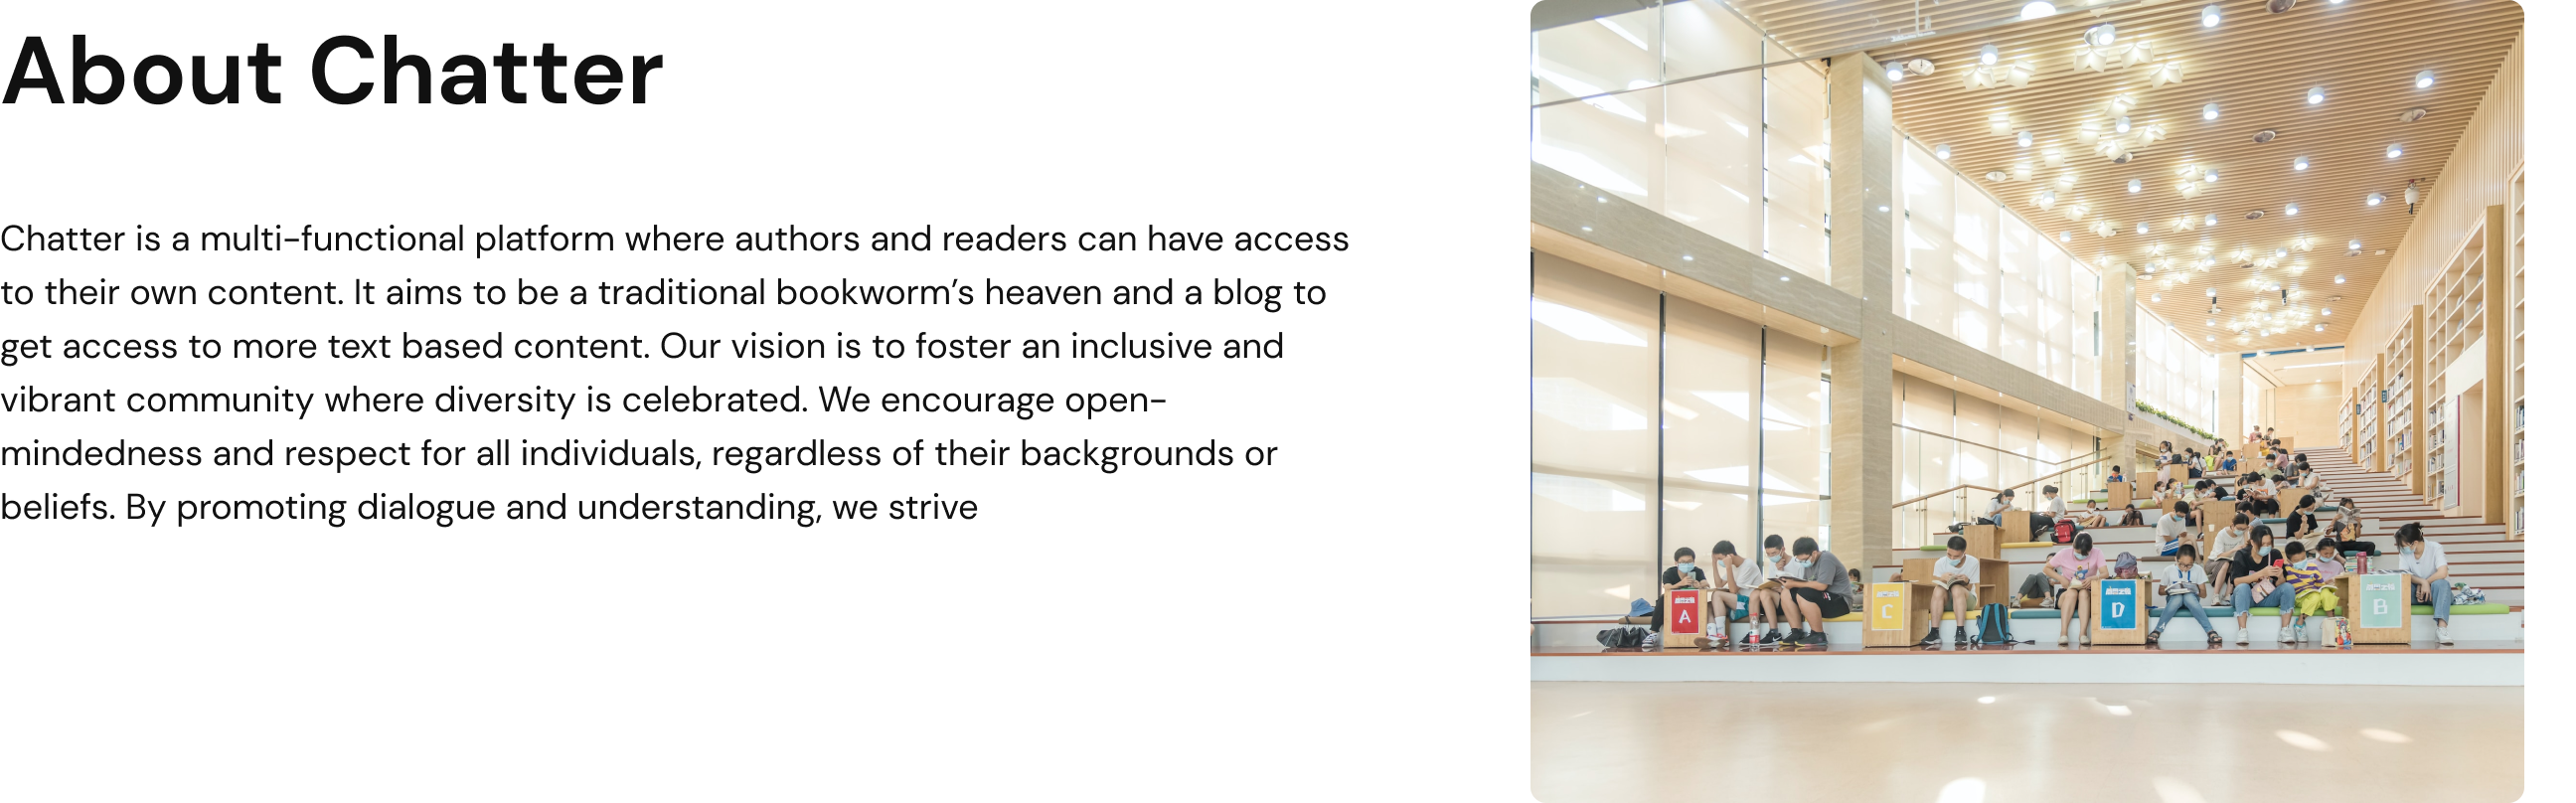 About Chatter
Chatter is a multi-functional platform where authors and readers can have access
to their own content. It aims to be a traditional bookworm’s heaven and a blog to
get access to more text based content. Our vision is to foster an inclusive and
vibrant community where diversity is celebrated. We encourage open-
mindedness and respect for all individuals, regardless of their backgrounds or
beliefs. By promoting dialogue and understanding, we strive
A
C
D
B